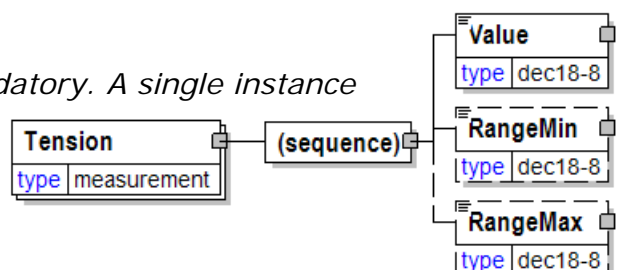 Value
type dec18-8
datory. A single instance
Tension
type measurement
(sequence)
RangeMin
type dec18-8
RangeMax
type dec18-8